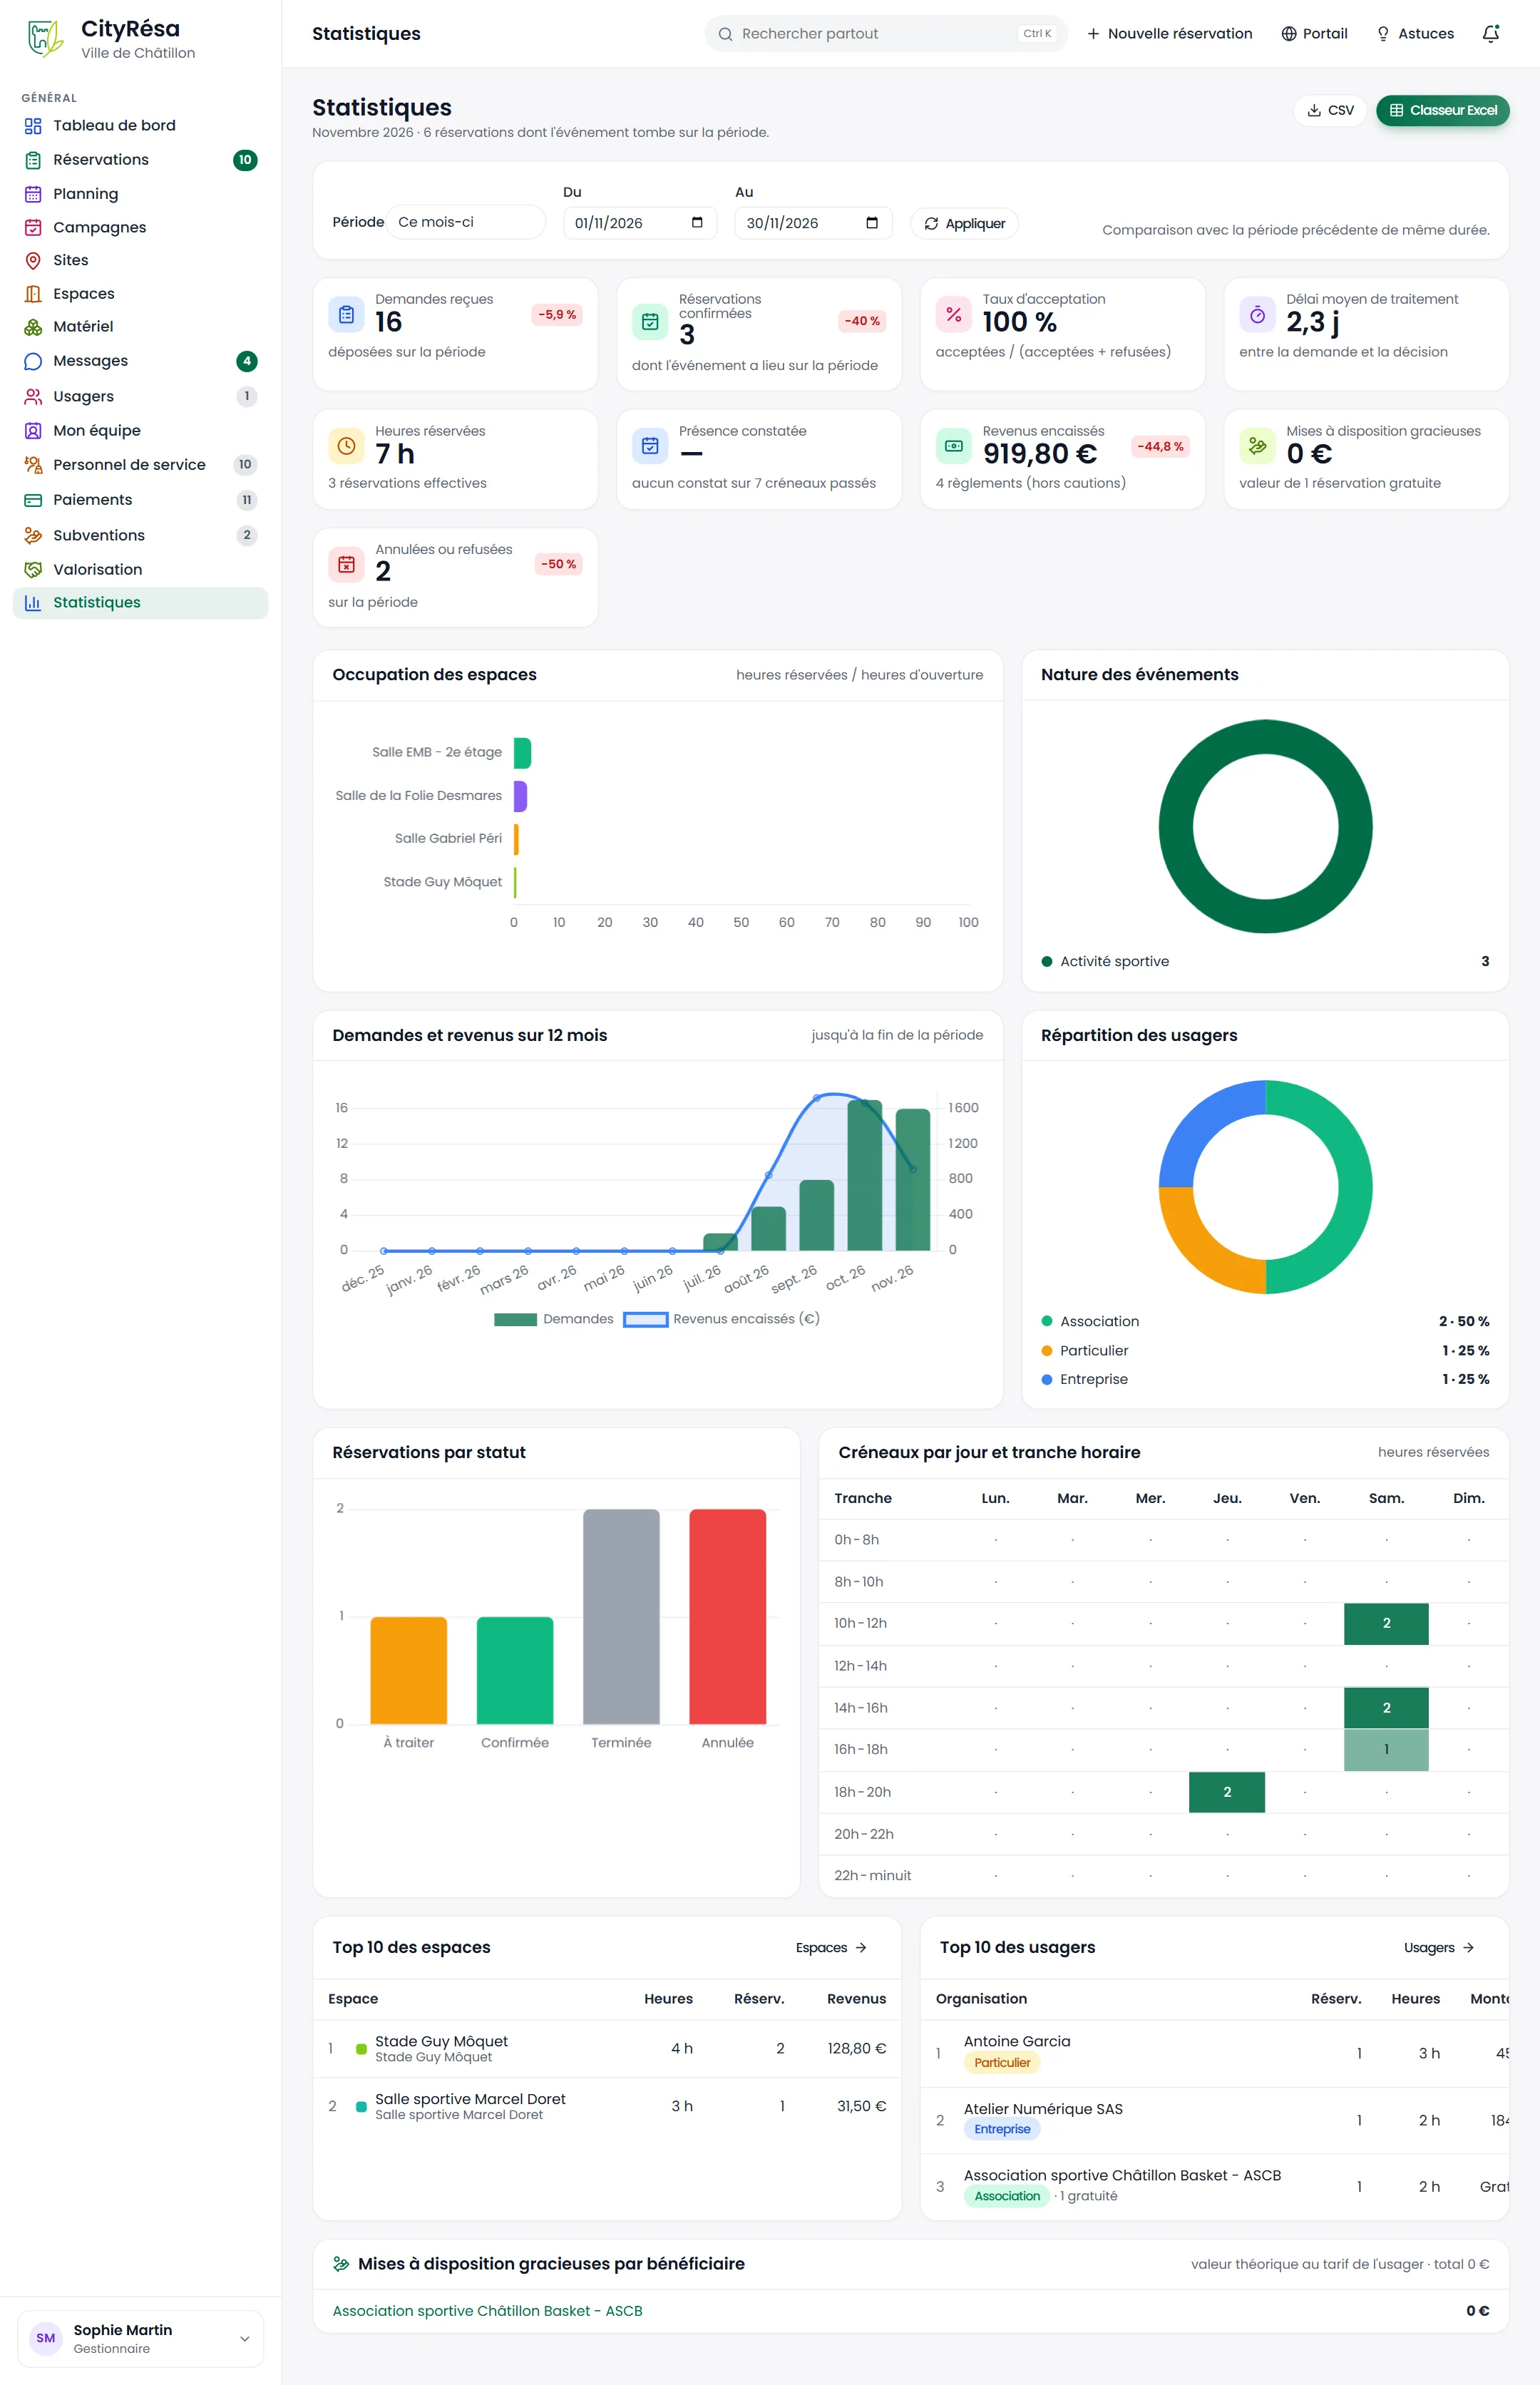 CityRésa
Ville de Châtillon
GÉNÉRAL
Tableau de bord
Réservations 10
Planning
Campagnes
Sites
Espaces
Matériel
Messages 4
Usagers 1
Mon équipe
Personnel de service 10
Paiements 11
Subventions 2
Valorisation
Statistiques
SM Sophie Martin
Gestionnaire
Statistiques
Rechercher partout Ctrl K
Nouvelle réservation
Portail
Astuces
Statistiques
Novembre 2026 · 6 réservations dont l'événement tombe sur la période.
CSV
Classeur Excel
Période Ce mois-ci
Du
01/11/2026
Au
30/11/2026
Appliquer
Comparaison avec la période précédente de même durée.
Demandes reçues
16
-5,9 %
déposées sur la période
Réservations
confirmées
3
-40 %
dont l'événement a lieu sur la période
Taux d'acceptation
100 %
acceptées / (acceptées + refusées)
Délai moyen de traitement
2,3 j
entre la demande et la décision
Heures réservées
7 h
3 réservations effectives
Présence constatée
—
aucun constat sur 7 créneaux passés
Revenus encaissés
919,80 €
-44,8 %
4 règlements (hors cautions)
Mises à disposition gracieuses
0 €
valeur de 1 réservation gratuite
Annulées ou refusées
2
-50 %
sur la période
Occupation des espaces
heures réservées / heures d'ouverture
Salle EMB - 2e étage
Salle de la Folie Desmares
Salle Gabriel Péri
Stade Guy Môquet
0 10 20 30 40 50 60 70 80 90 100
Nature des événements
Activité sportive 3
Demandes et revenus sur 12 mois
jusqu'à la fin de la période
16 1 600
12 1 200
8 800
4 400
0 0
déc. 25 janv. 26 févr. 26 mars 26 avr. 26 mai 26 juin 26 juil. 26 août 26 sept. 26 oct. 26 nov. 26
Demandes Revenus encaissés (€)
Répartition des usagers
Association 2 · 50 %
Particulier 1 · 25 %
Entreprise 1 · 25 %
Réservations par statut
2
1
0
À traiter Confirmée Terminée Annulée
Créneaux par jour et tranche horaire
heures réservées
Tranche Lun. Mar. Mer. Jeu. Ven. Sam. Dim.
0h – 8h · · · · · · ·
8h – 10h · · · · · · ·
10h – 12h · · · · · 2 ·
12h – 14h · · · · · · ·
14h – 16h · · · · · 2 ·
16h – 18h · · · · · 1 ·
18h – 20h · · · 2 · · ·
20h – 22h · · · · · · ·
22h – minuit · · · · · · ·
Top 10 des espaces
Espaces →
Espace Heures Réserv. Revenus
1 Stade Guy Môquet 4 h 2 128,80 €
Stade Guy Môquet
2 Salle sportive Marcel Doret 3 h 1 31,50 €
Salle sportive Marcel Doret
Top 10 des usagers
Usagers →
Organisation Réserv. Heures
1 Antoine Garcia 1 3 h
Particulier
2 Atelier Numérique SAS 1 2 h
Entreprise
3 Association sportive Châtillon Basket - ASCB 1 2 h
Association · 1 gratuité
Mises à disposition gracieuses par bénéficiaire
valeur théorique au tarif de l'usager · total 0 €
Association sportive Châtillon Basket - ASCB 0 €